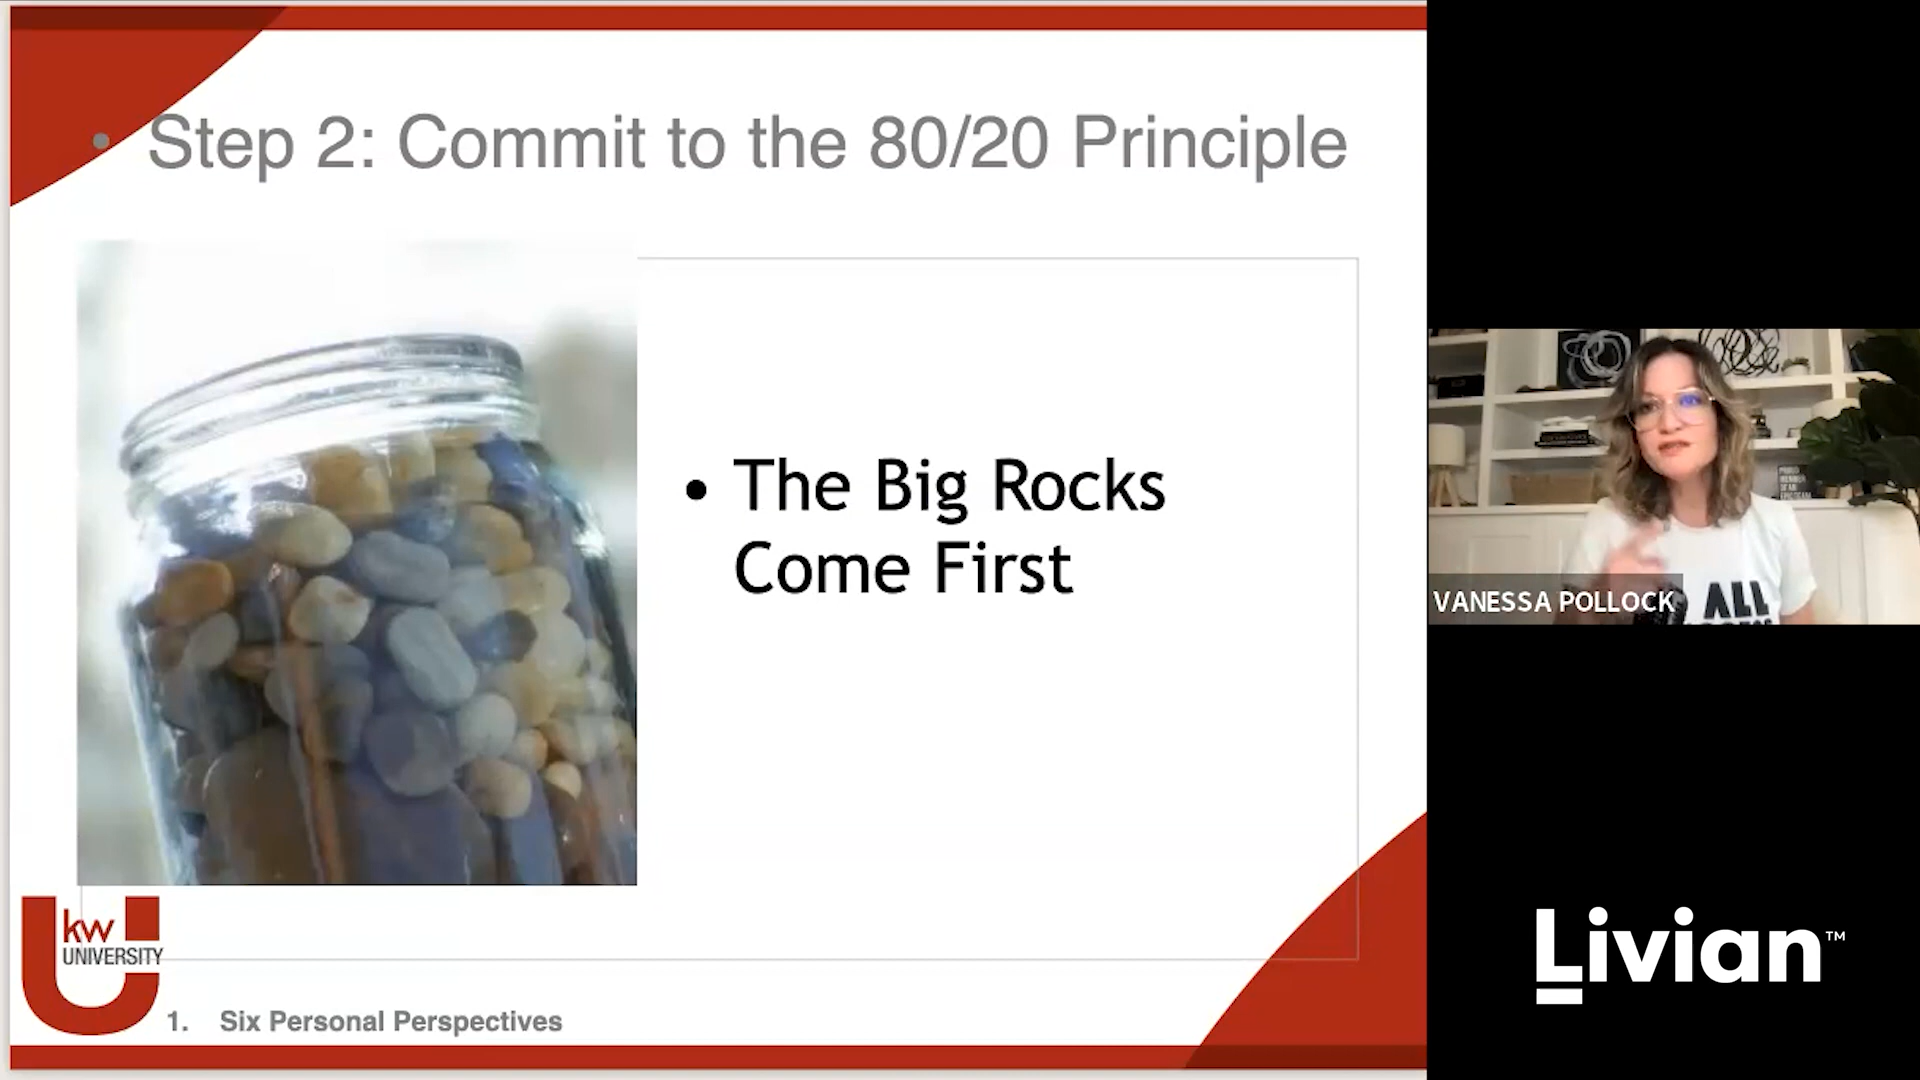 • Step 2: Commit to the 80/20 Principle
• The Big Rocks
Come First
kw
UNIVERSITY
1. Six Personal Perspectives
VANESSA POLLOCK
ALL
Livian™